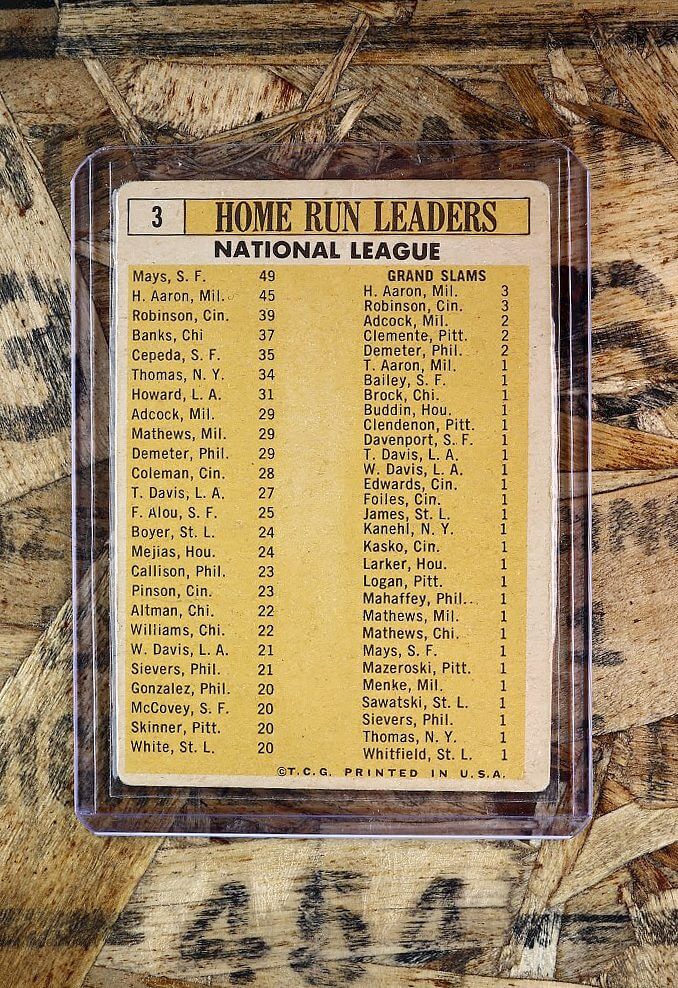 3 HOME RUN LEADERS
NATIONAL LEAGUE
Mays, S. F. 49
H. Aaron, Mil. 45
Robinson, Cin. 39
Banks, Chi 37
Cepeda, S. F. 35
Thomas, N. Y. 34
Howard, L. A. 31
Adcock, Mil. 29
Mathews, Mil. 29
Demeter, Phil. 29
Coleman, Cin. 28
T. Davis, L. A. 27
F. Alou, S. F. 25
Boyer, St. L. 24
Mejias, Hou. 24
Callison, Phil. 23
Pinson, Cin. 23
Altman, Chi. 22
Williams, Chi. 22
W. Davis, L. A. 21
Sievers, Phil. 21
Gonzalez, Phil. 20
McCovey, S. F. 20
Skinner, Pitt. 20
White, St. L. 20
GRAND SLAMS
H. Aaron, Mil. 3
Robinson, Cin. 3
Adcock, Mil. 2
Clemente, Pitt. 2
Demeter, Phil. 2
T. Aaron, Mil. 1
Bailey, S. F. 1
Brock, Chi. 1
Buddin, Hou. 1
Clendenon, Pitt. 1
Davenport, S. F. 1
T. Davis, L. A. 1
W. Davis, L. A. 1
Edwards, Cin. 1
Foiles, Cin. 1
James, St. L. 1
Kanehl, N. Y. 1
Kasko, Cin. 1
Larker, Hou. 1
Logan, Pitt. 1
Mahaffey, Phil. 1
Mathews, Mil. 1
Mathews, Chi. 1
Mays, S. F. 1
Mazeroski, Pitt. 1
Menke, Mil. 1
Sawatski, St. L. 1
Sievers, Phil. 1
Thomas, N. Y. 1
Whitfield, St. L. 1
©T.C.G. PRINTED IN U.S.A.